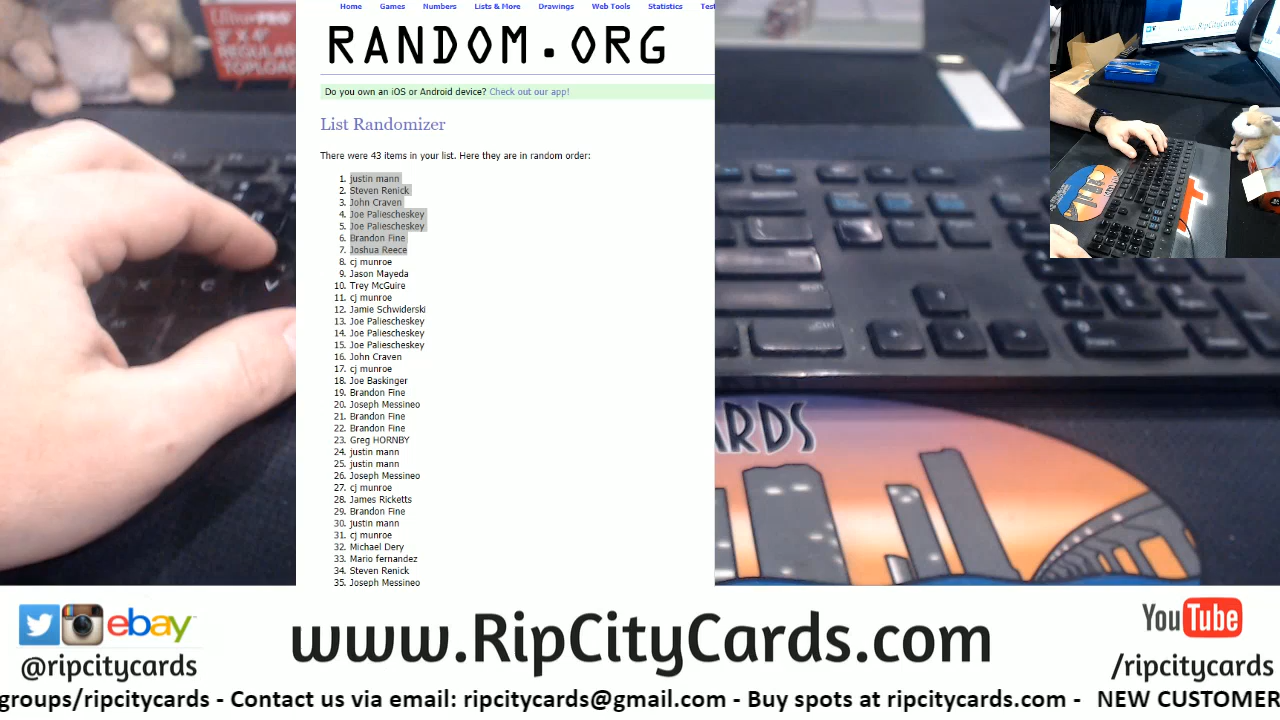 Home Games Numbers Lists & More Drawings Web Tools Statistics
RANDOM.ORG
Do you own an iOS or Android device? Check out our app!
List Randomizer
There were 43 items in your list. Here they are in random order:
1. justin mann
2. Steven Renick
3. John Craven
4. Joe Paliescheskey
5. Joe Paliescheskey
6. Brandon Fine
7. Joshua Reece
8. cj munroe
9. Jason Mayeda
10. Trey McGuire
11. cj munroe
12. Jamie Schwiderski
13. Joe Paliescheskey
14. Joe Paliescheskey
15. Joe Paliescheskey
16. John Craven
17. cj munroe
18. Joe Baskinger
19. Brandon Fine
20. Joseph Messineo
21. Brandon Fine
22. Brandon Fine
23. Greg HORNBY
24. justin mann
25. justin mann
26. Joseph Messineo
27. cj munroe
28. James Ricketts
29. Brandon Fine
30. justin mann
31. cj munroe
32. Michael Dery
33. Mario fernandez
34. Steven Renick
35. Joseph Messineo
3" X 4"
REGULAR
TOPLOAD
ARDS
ebay
@ripcitycards
www.RipCityCards.com
YouTube
/ripcitycards
groups/ripcitycards - Contact us via email: ripcitycards@gmail.com - Buy spots at ripcitycards.com - NEW CUSTOMER